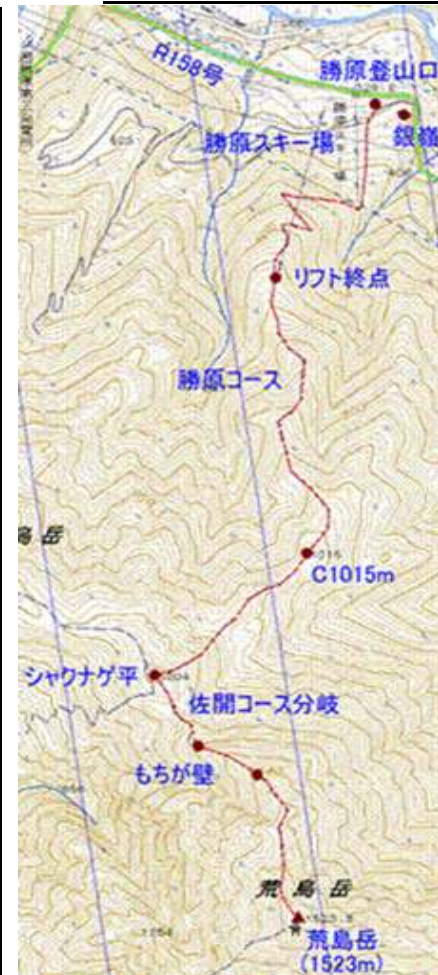 R158号
勝原登山口
銀嶺
勝原スキー場
リフト終点
勝原コース
島岳
C1015m
シャクナゲ平
佐開コース分岐
もちが壁
荒島岳
荒島岳
(1523m)